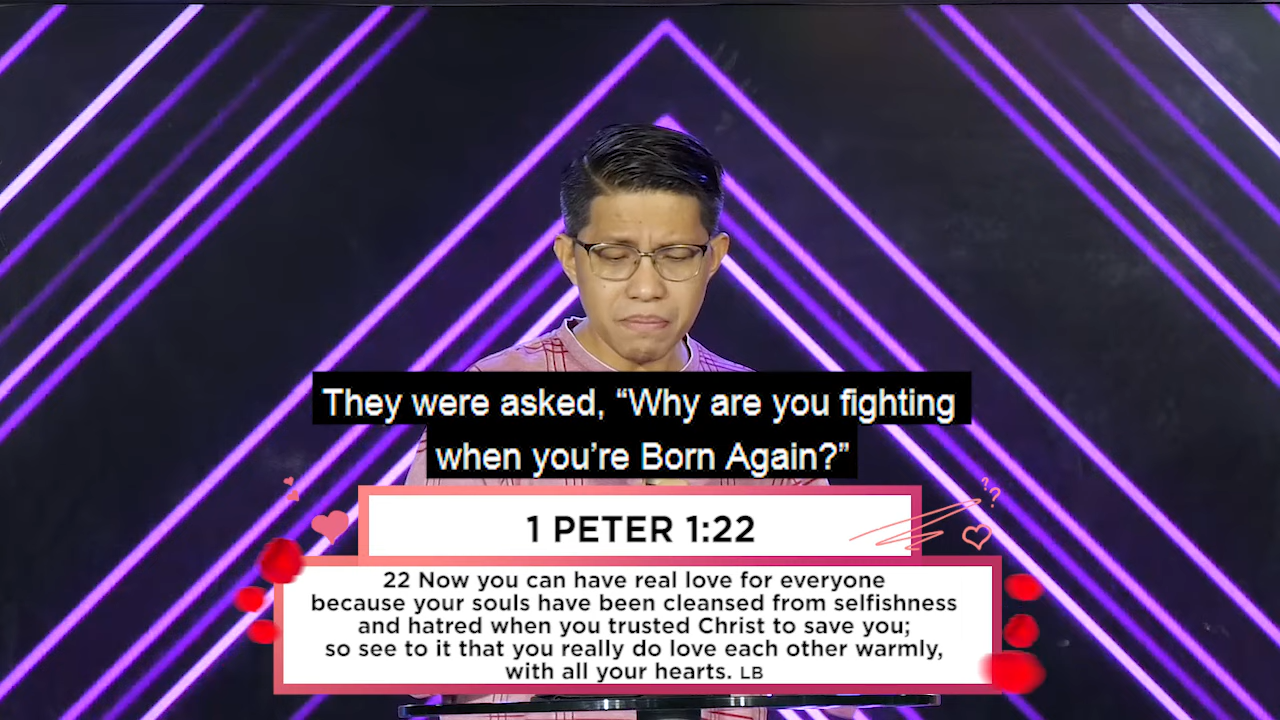 They were asked, “Why are you fighting
when you’re Born Again?”
1 PETER 1:22
22 Now you can have real love for everyone
because your souls have been cleansed from selfishness
and hatred when you trusted Christ to save you;
so see to it that you really do love each other warmly,
with all your hearts. LB